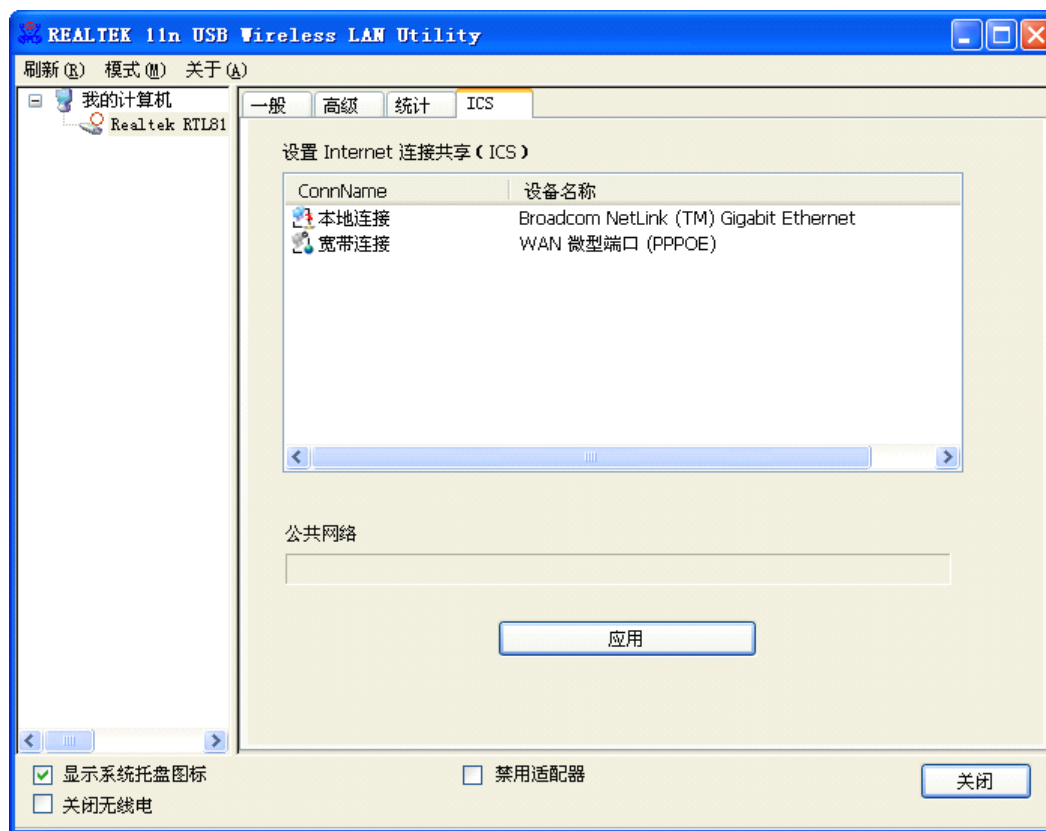 REALTEK 11n USB Wireless LAN Utility
刷新(R) 模式(M) 关于(A)
我的计算机
Realtek RTL81
一般 高级 统计 ICS
设置 Internet 连接共享(ICS)
ConnName 设备名称
本地连接 Broadcom NetLink (TM) Gigabit Ethernet
宽带连接 WAN 微型端口 (PPPOE)
公共网络
应用
显示系统托盘图标 禁用适配器 关闭
关闭无线电